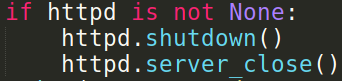 if httpd is not None:
    httpd.shutdown()
    httpd.server_close()